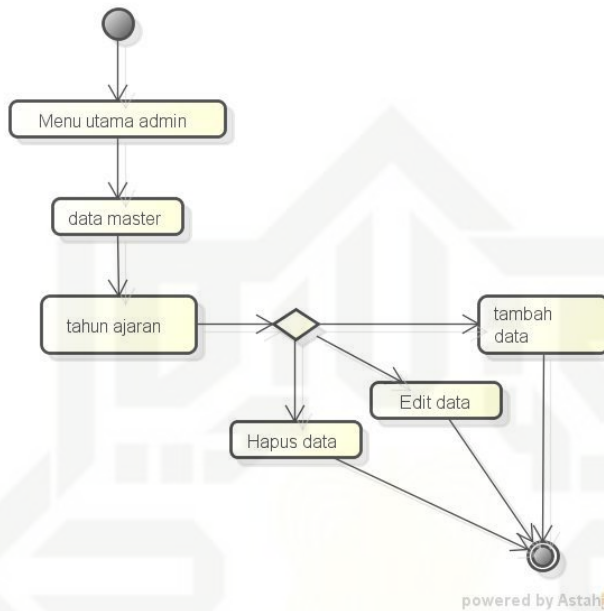 Menu utama admin
data master
tahun ajaran
tambah
data
Edit data
Hapus data
powered by Astah